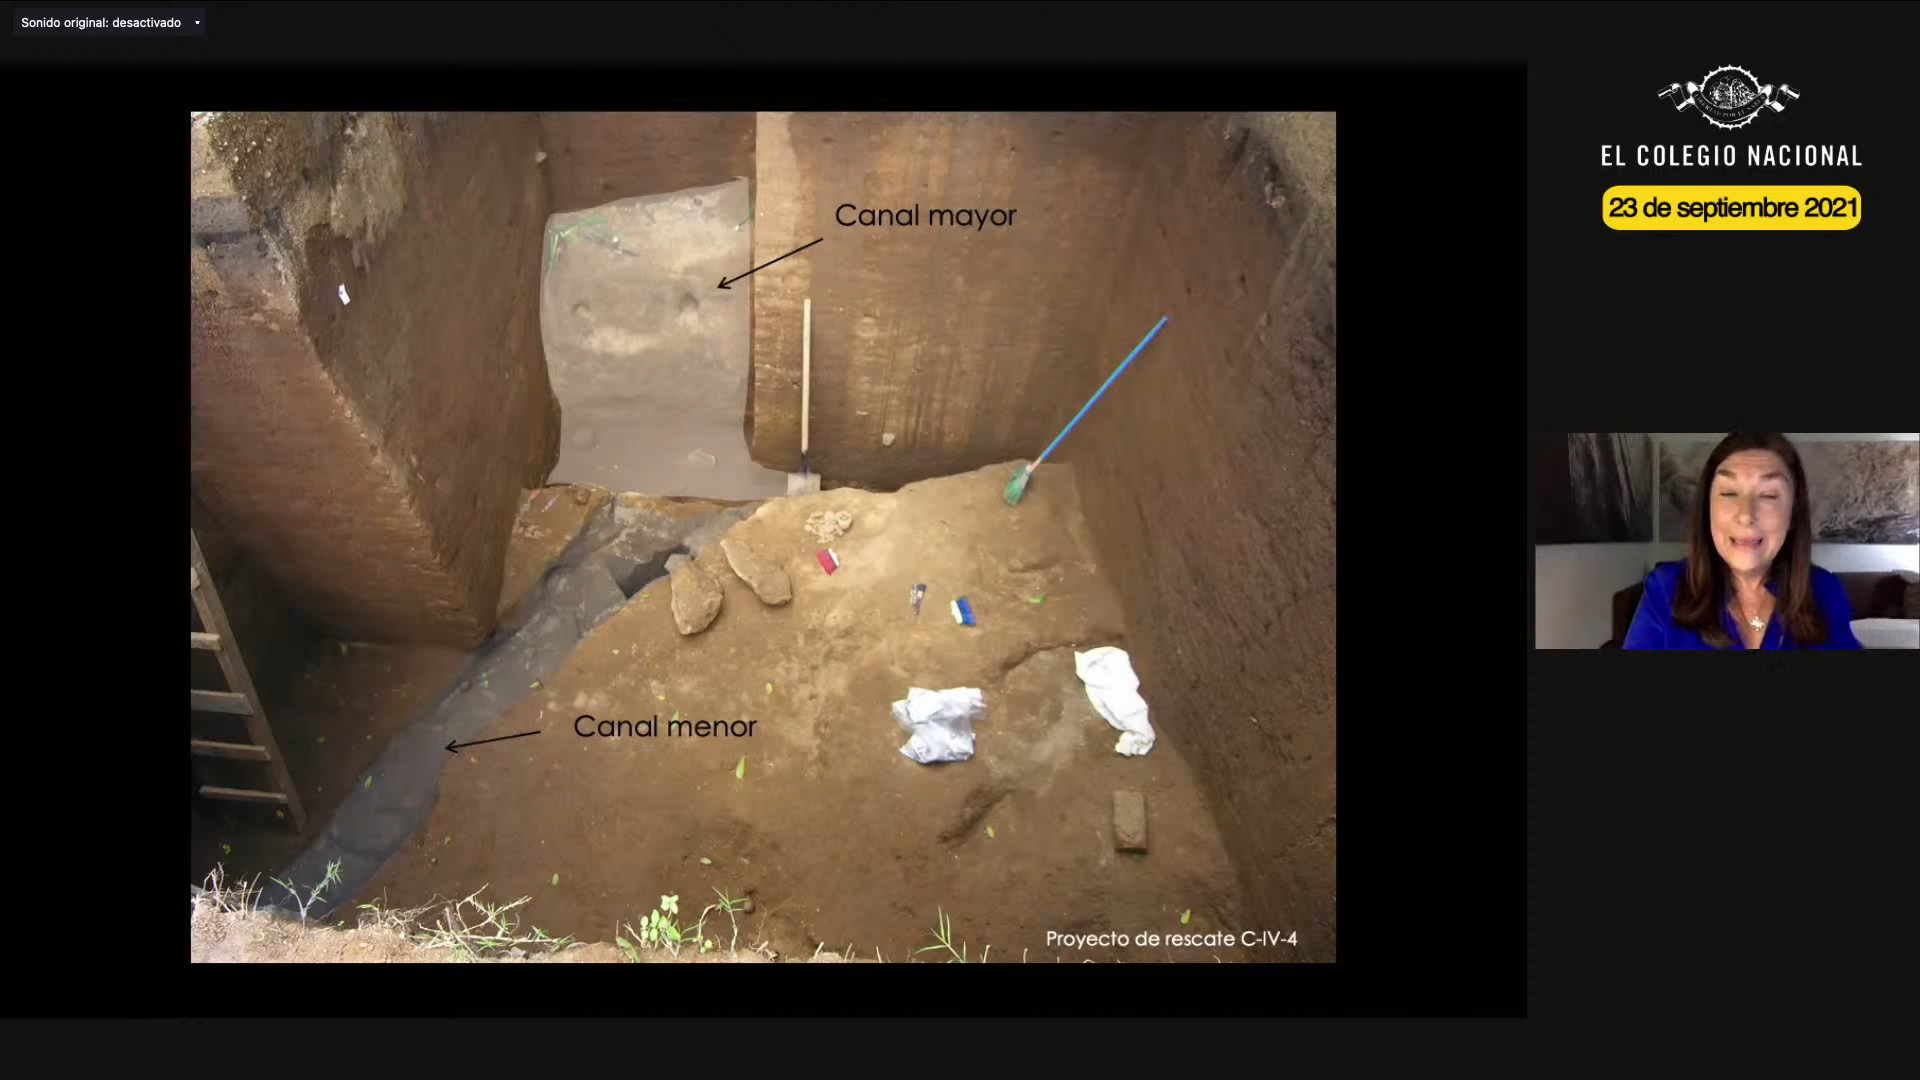 Sonido original: desactivado
EL COLEGIO NACIONAL
23 de septiembre 2021
Canal mayor
Canal menor
Proyecto de rescate C-IV-4